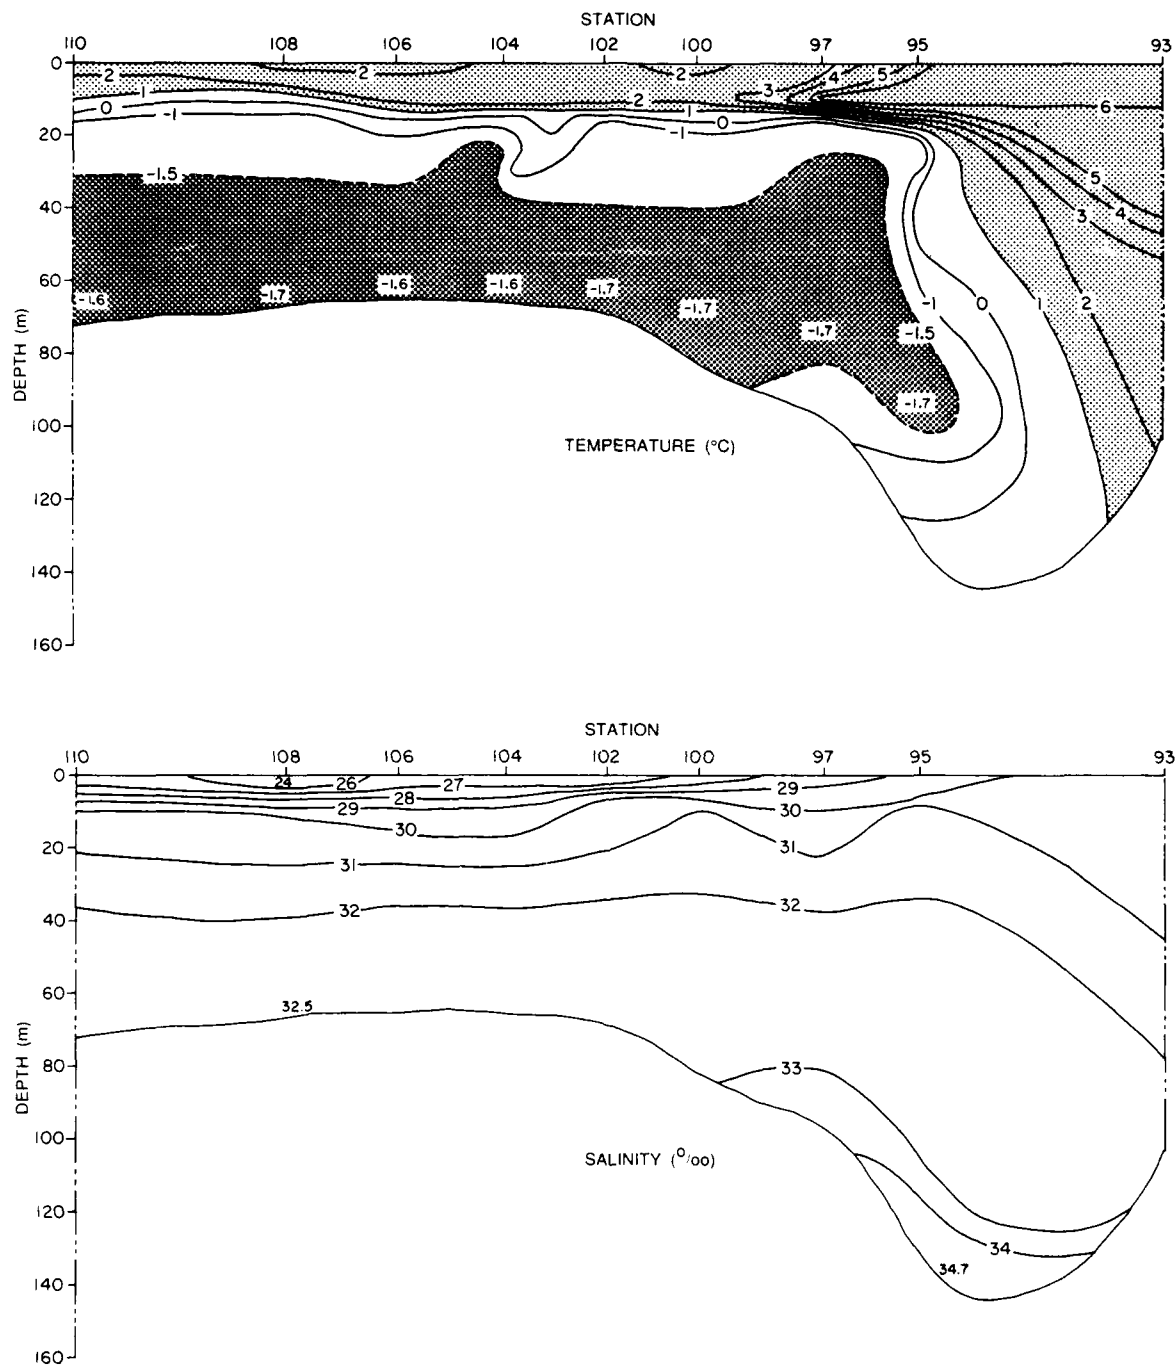 STATION
110 108 106 104 102 100 97 95 93
0
2 2 2 3 4 5
1 2 6
0 1 0
-1 -1
20
-1.5 5
40 4
3
60 -1.6 -1.7 -1.6 -1.6 -1.7 -1.7 -1 0 1 2
-1.7 -1.5
80
DEPTH (m)
-1.7
100
TEMPERATURE (°C)
120
140
160
STATION
110 108 106 104 102 100 97 95 93
0
24 26 27 29
28
29 30
30
20 31 31
32 32
40
60
32.5
80 33
DEPTH (m)
100
SALINITY (⁰/oo)
120
34
34.7
140
160